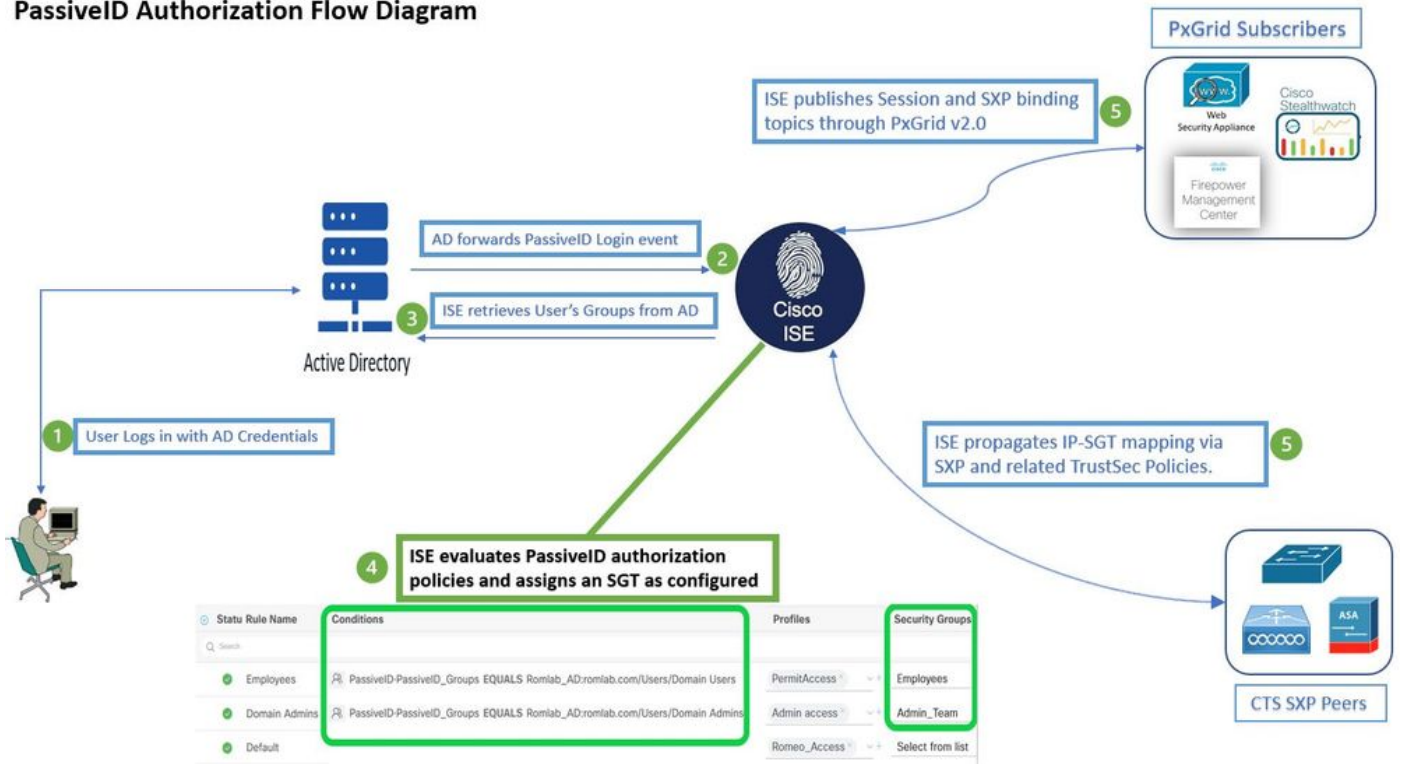 PassiveID Authorization Flow Diagram
PxGrid Subscribers
ISE publishes Session and SXP binding
topics through PxGrid v2.0
5
www.
Web
Security Appliance
Cisco
Stealthwatch
CISCO
Firepower
Management
Center
AD forwards PassiveID Login event
2
3
ISE retrieves User's Groups from AD
Cisco
ISE
Active Directory
1
User Logs in with AD Credentials
ISE propagates IP-SGT mapping via
SXP and related TrustSec Policies.
5
4
ISE evaluates PassiveID authorization
policies and assigns an SGT as configured
ASA
CTS SXP Peers
Statu Rule Name Conditions Profiles Security Groups
Search
Employees PassiveID-PassiveID_Groups EQUALS Romlab_AD:romlab.com/Users/Domain Users PermitAccess × Employees
Domain Admins PassiveID-PassiveID_Groups EQUALS Romlab_AD:romlab.com/Users/Domain Admins Admin access × Admin_Team
Default Romeo_Access × Select from list